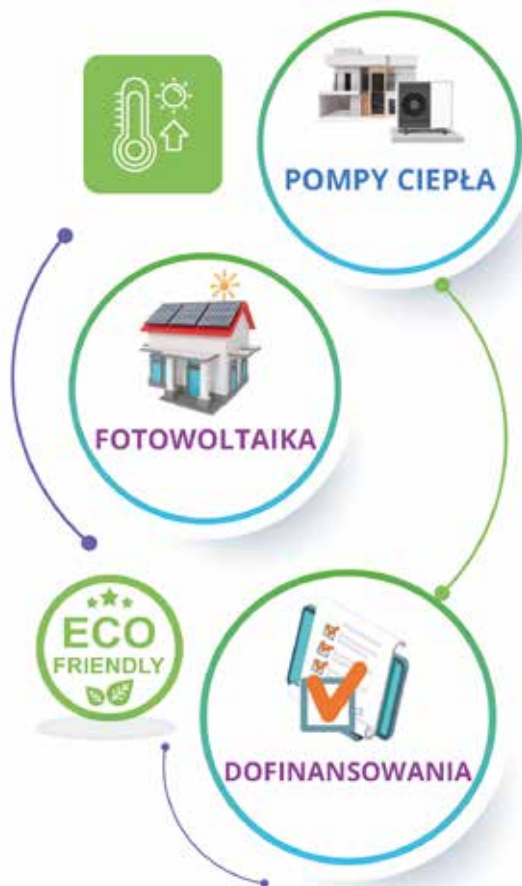 POMPY CIEPŁA
FOTOWOLTAIKA
ECO
FRIENDLY
DOFINANSOWANIA